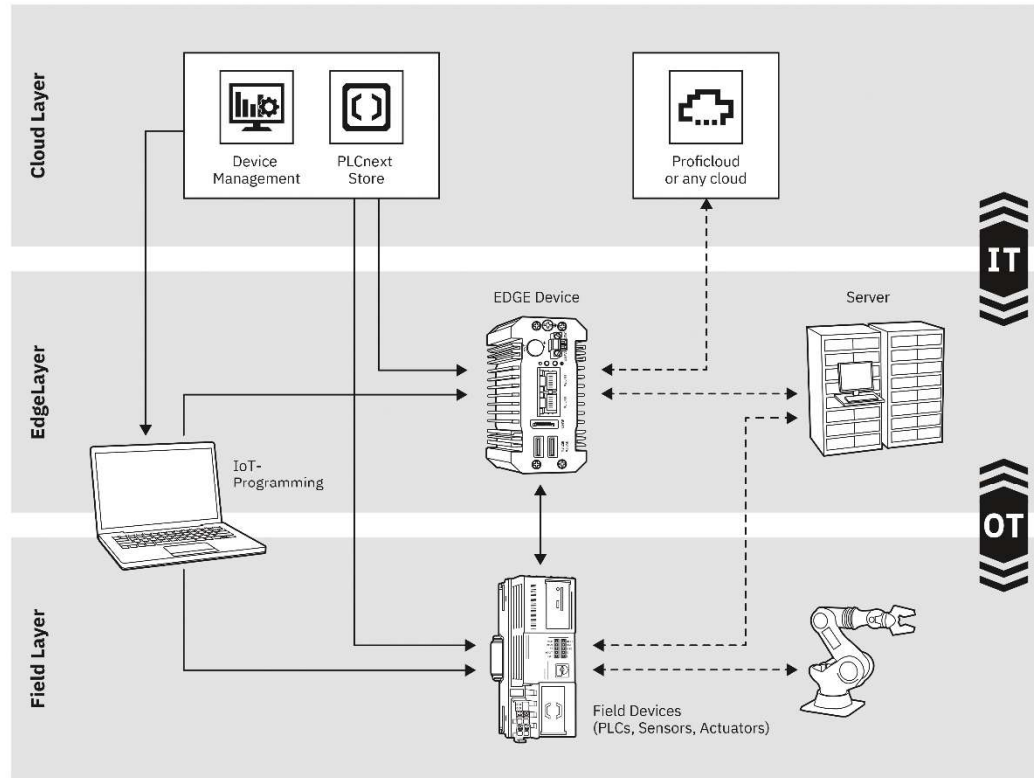 Cloud Layer
Device
Management
PLCnext
Store
Proficloud
or any cloud
IT
EdgeLayer
EDGE Device
Server
IoT-
Programming
OT
Field Layer
Field Devices
(PLCs, Sensors, Actuators)